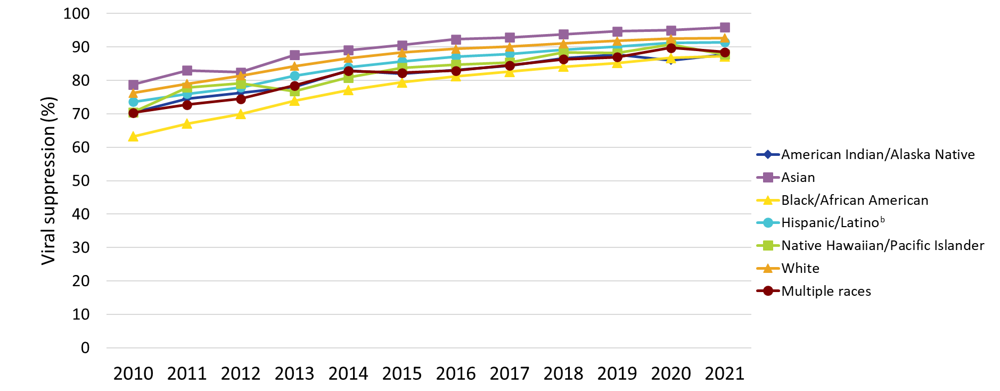 Viral suppression (%)
100
90
80
70
60
50
40
30
20
10
0
2010 2011 2012 2013 2014 2015 2016 2017 2018 2019 2020 2021
American Indian/Alaska Native
Asian
Black/African American
Hispanic/Latinoᵇ
Native Hawaiian/Pacific Islander
White
Multiple races